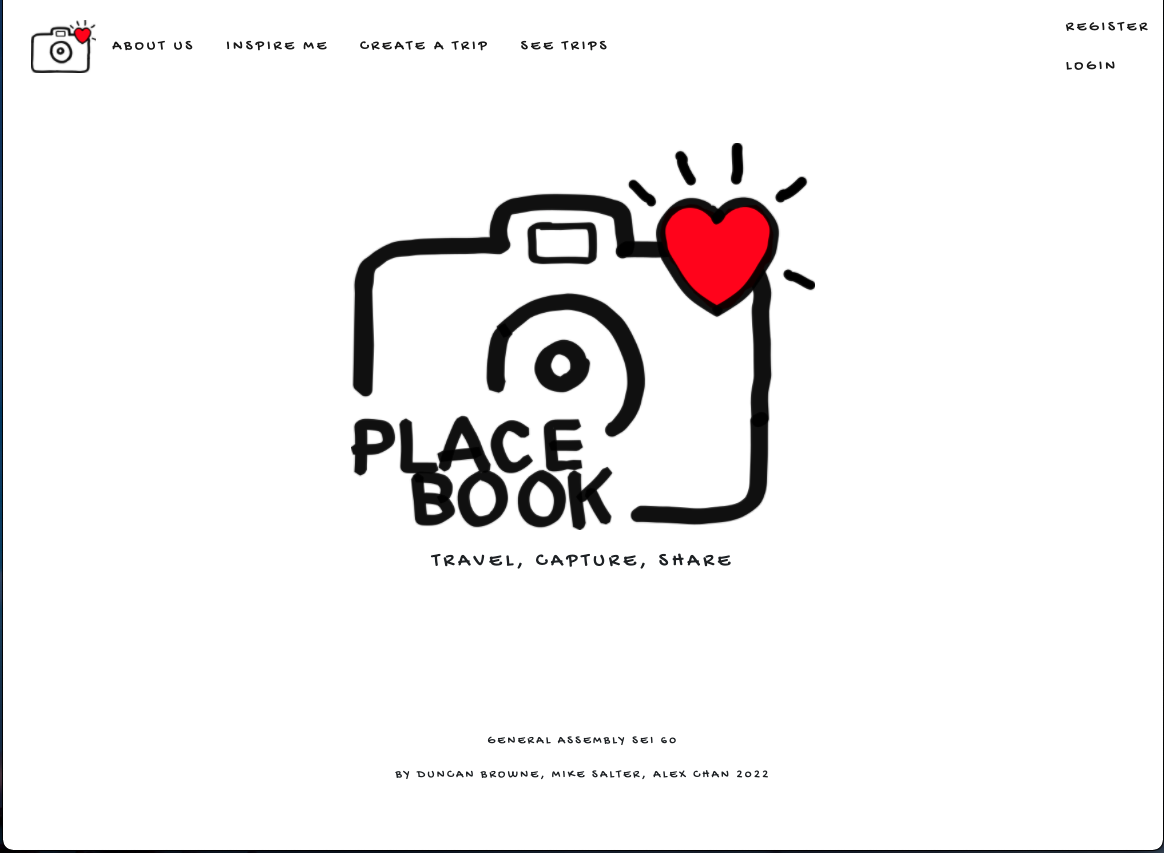 ABOUT US INSPIRE ME CREATE A TRIP SEE TRIPS
REGISTER
LOGIN
PLACE
BOOK
TRAVEL, CAPTURE, SHARE
GENERAL ASSEMBLY SEI 60
BY DUNCAN BROWNE, MIKE SALTER, ALEX CHAN 2022